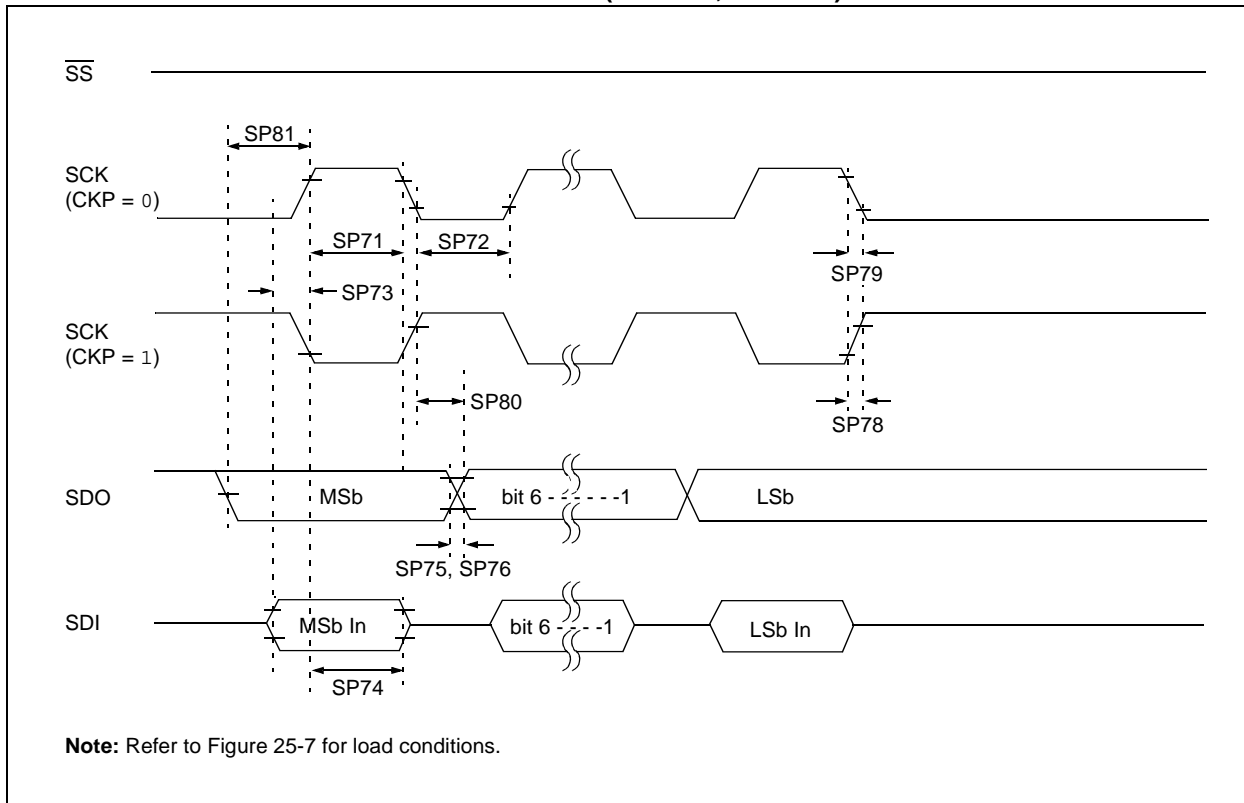 SS
SP81
SCK
(CKP = 0)
SP71
SP72
SP79
SP73
SCK
(CKP = 1)
SP80
SP78
SDO
MSb
bit 6 - - - - - -1
LSb
SP75, SP76
SDI
MSb In
bit 6 - - - -1
LSb In
SP74
Note: Refer to Figure 25-7 for load conditions.